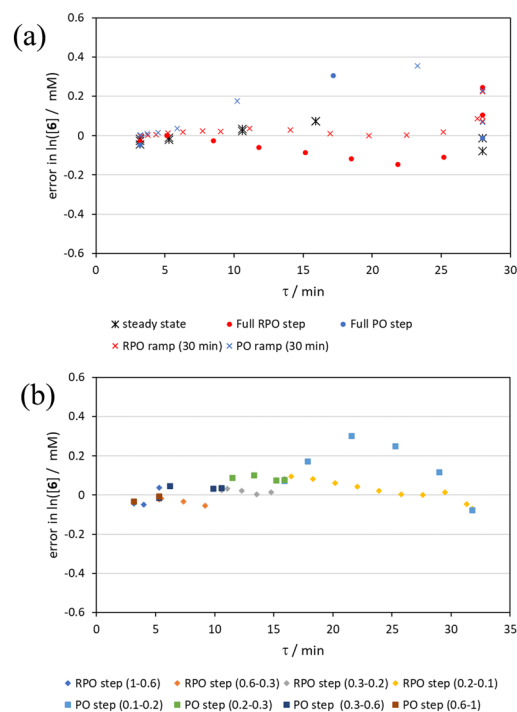 (a)
0.6
0.4
0.2
0
-0.2
-0.4
-0.6
error in ln([6] / mM)
0 5 10 15 20 25 30
τ / min
steady state Full RPO step Full PO step
RPO ramp (30 min) PO ramp (30 min)
(b)
0.6
0.4
0.2
0
-0.2
-0.4
-0.6
error in ln([6] / mM)
0 5 10 15 20 25 30 35
τ / min
RPO step (1-0.6) RPO step (0.6-0.3) RPO step (0.3-0.2) RPO step (0.2-0.1)
PO step (0.1-0.2) PO step (0.2-0.3) PO step (0.3-0.6) PO step (0.6-1)